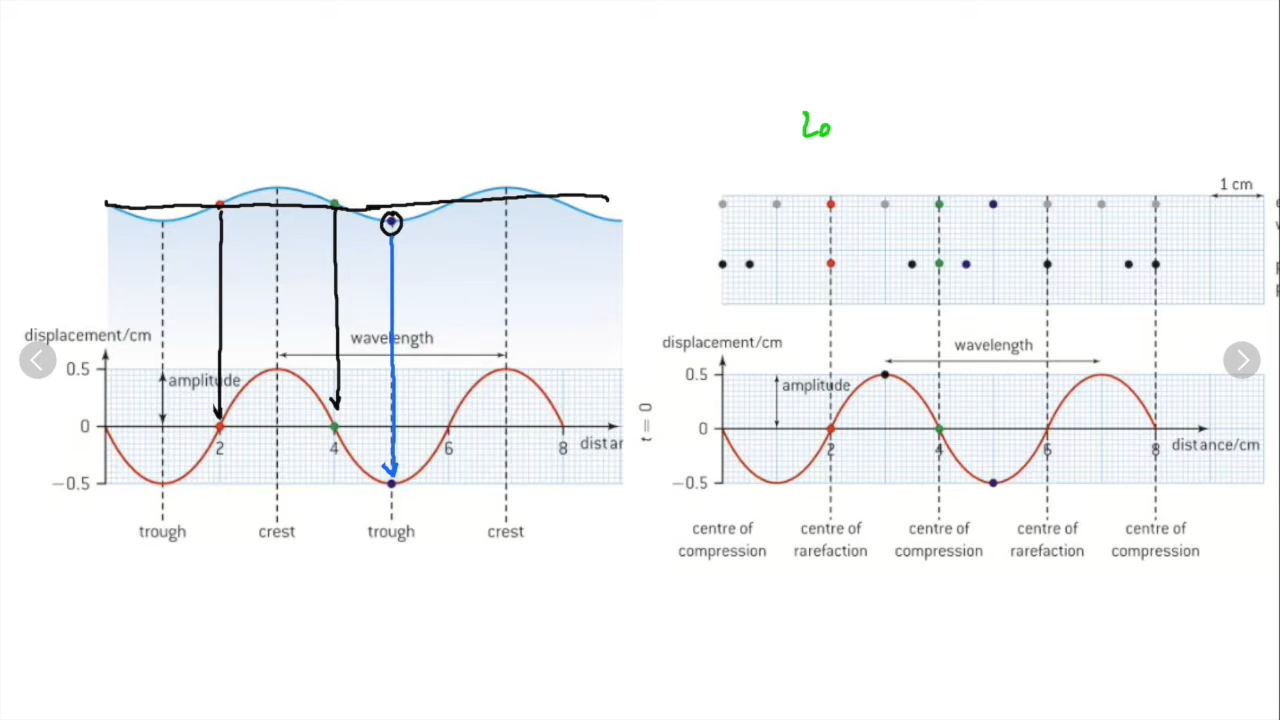 Lo
1 cm
displacement/cm
wavelength
0.5
amplitude
0
2
4
6
8
distar
−0.5
trough
crest
trough
crest
displacement/cm
wavelength
0.5
amplitude
t = 0
0
2
4
6
8
distance/cm
−0.5
centre of
compression
centre of
rarefaction
centre of
compression
centre of
rarefaction
centre of
compression